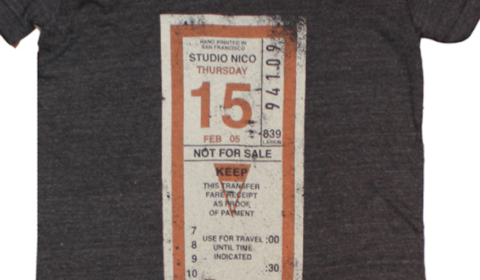 HAND PRINTED IN
SAN FRANCISCO
STUDIO NICO
THURSDAY
15
FEB 05
94109
839
LARKIN
NOT FOR SALE
KEEP
THIS TRANSFER
FARE RECEIPT
AS PROOF
OF PAYMENT
7
8
9
10
USE FOR TRAVEL
UNTIL TIME
INDICATED
:00
:30